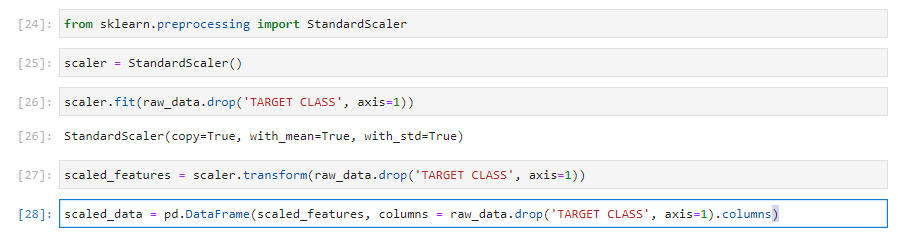 [24]: from sklearn.preprocessing import StandardScaler
[25]: scaler = StandardScaler()
[26]: scaler.fit(raw_data.drop('TARGET CLASS', axis=1))
[26]: StandardScaler(copy=True, with_mean=True, with_std=True)
[27]: scaled_features = scaler.transform(raw_data.drop('TARGET CLASS', axis=1))
[28]: scaled_data = pd.DataFrame(scaled_features, columns = raw_data.drop('TARGET CLASS', axis=1).columns)